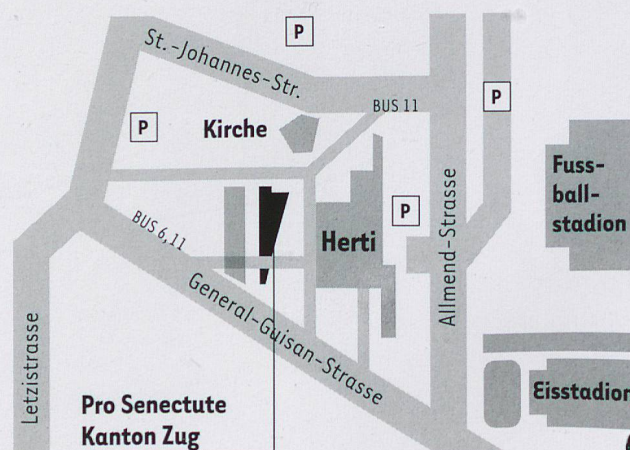 P
St.-Johannes-Str.
P
BUS 11
P
Kirche
Fuss-
ball-
stadion
P
BUS 6,11
Herti
Allmend-Strasse
General-Guisan-Strasse
Letzistrasse
Eisstadion
Pro Senectute
Kanton Zug